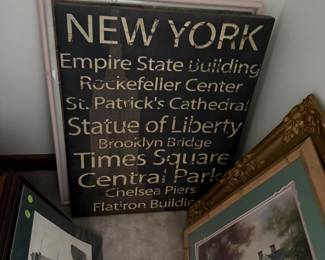 NEW YORK
Empire State Building
Rockefeller Center
St. Patrick's Cathedral
Statue of Liberty
Brooklyn Bridge
Times Square
Central Park
Chelsea Piers
Flatiron Building